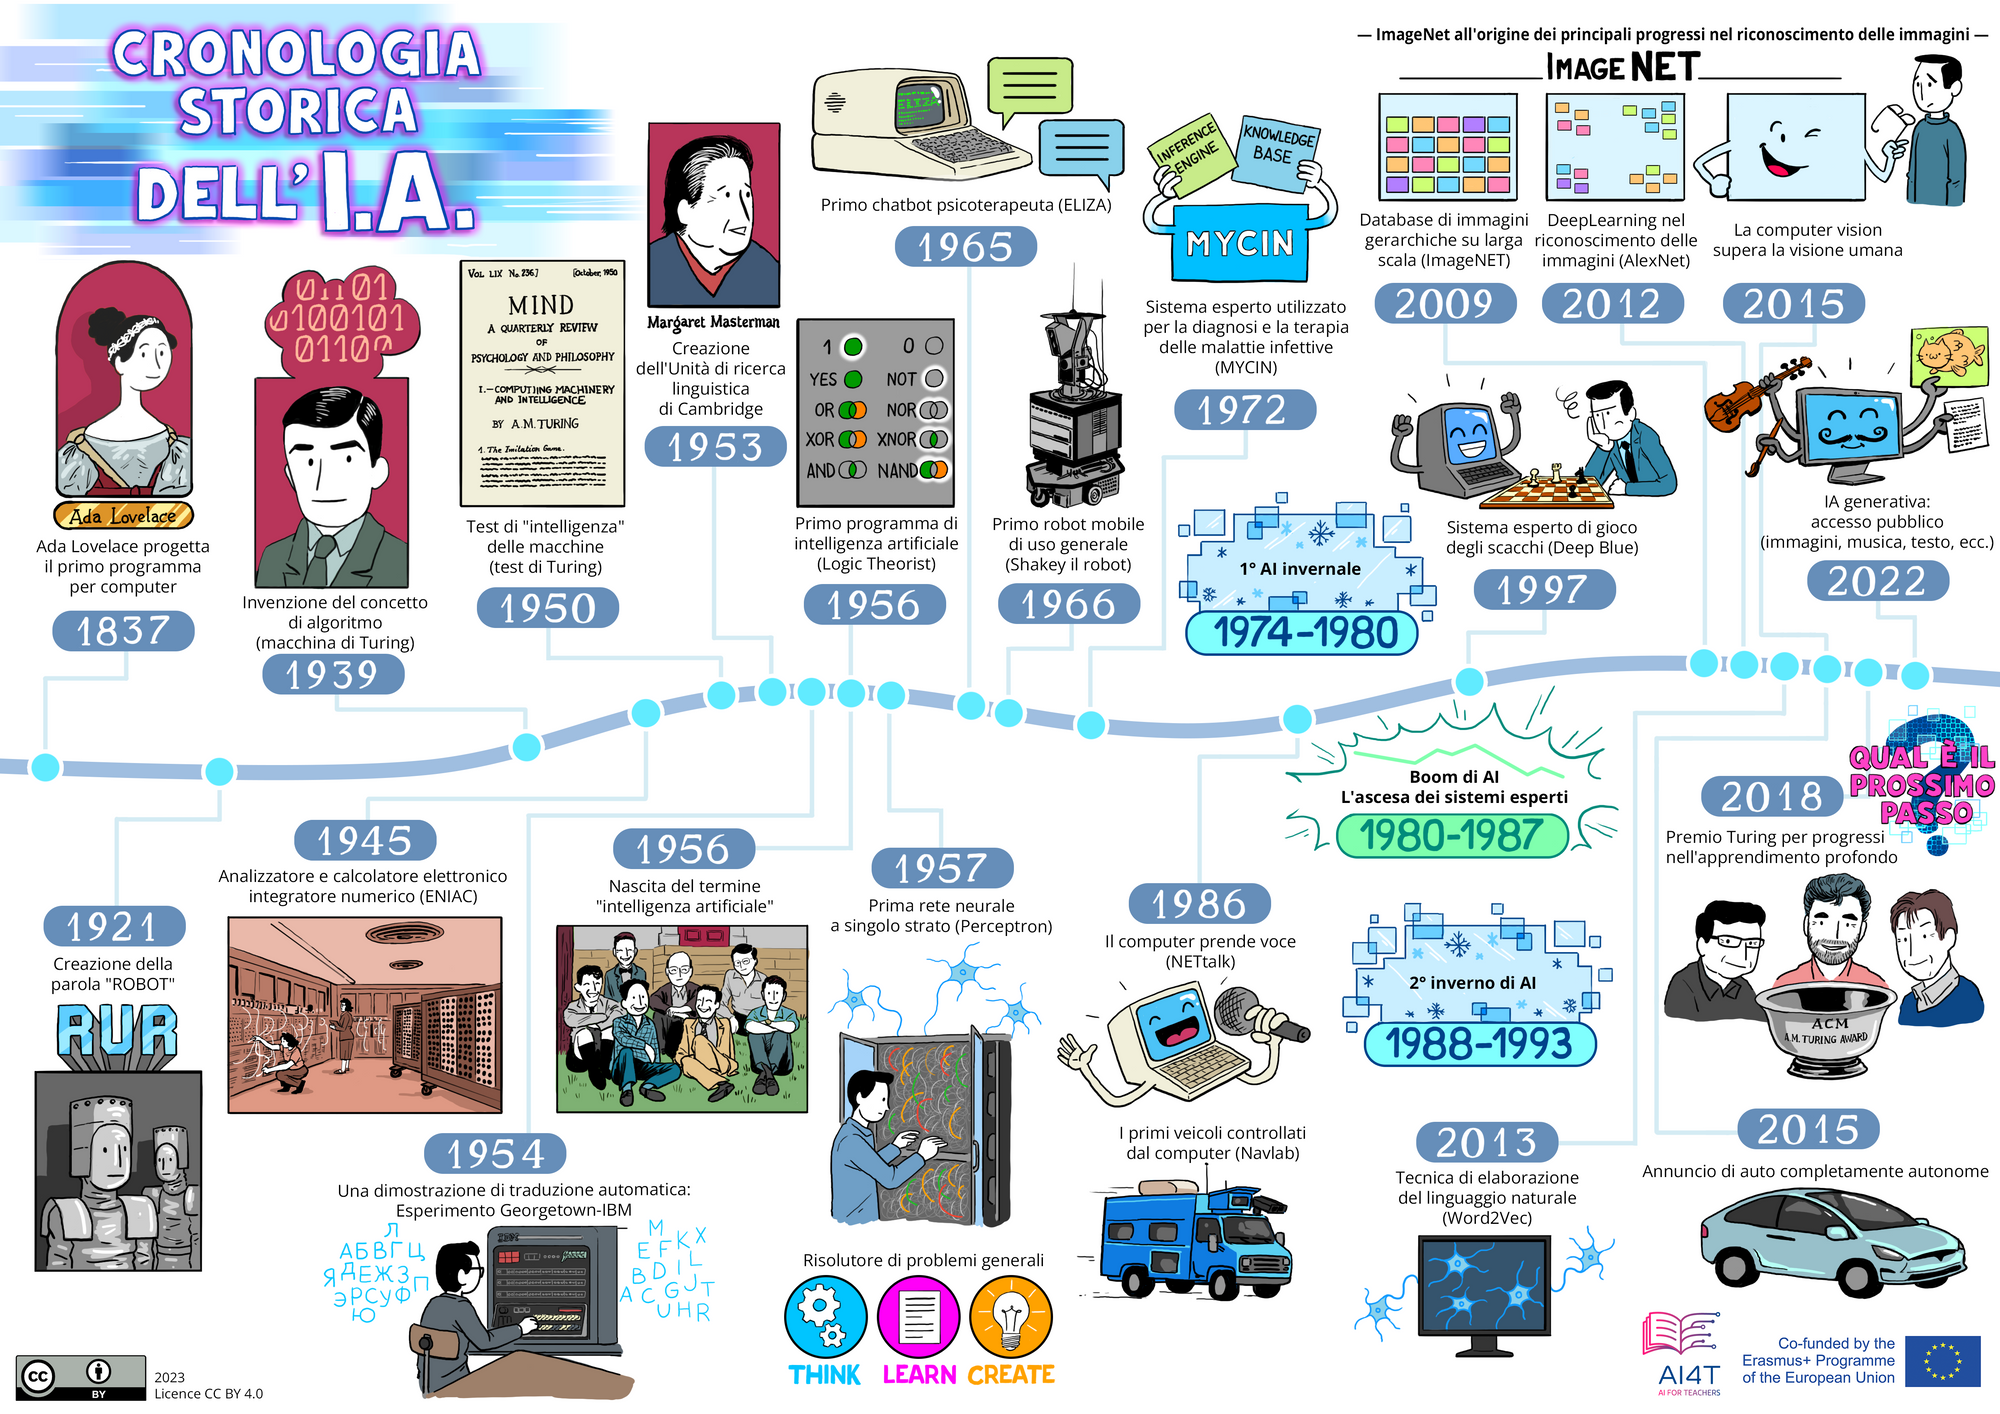 CRONOLOGIA
STORICA
DELL'I.A.
Ada Lovelace
Ada Lovelace progetta
il primo programma
per computer
1837
01101
0100101
01100
Invenzione del concetto
di algoritmo
(macchina di Turing)
1939
VOL LIX No. 236.] [October, 1950
MIND
A QUARTERLY REVIEW
OF
PSYCHOLOGY AND PHILOSOPHY
I.—COMPUTING MACHINERY
AND INTELLIGENCE
BY A.M. TURING
1. The Imitation Game.
Test di "intelligenza"
delle macchine
(test di Turing)
1950
Margaret Masterman
Creazione
dell'Unità di ricerca
linguistica
di Cambridge
1953
1 0
YES NOT
OR NOR
XOR XNOR
AND NAND
Primo programma di
intelligenza artificiale
(Logic Theorist)
1956
ELIZA
Primo chatbot psicoterapeuta (ELIZA)
1965
Primo robot mobile
di uso generale
(Shakey il robot)
1966
INFERENCE
ENGINE
KNOWLEDGE
BASE
MYCIN
Sistema esperto utilizzato
per la diagnosi e la terapia
delle malattie infettive
(MYCIN)
1972
1° AI invernale
1974-1980
— ImageNet all'origine dei principali progressi nel riconoscimento delle immagini —
IMAGENET
Database di immagini
gerarchiche su larga
scala (ImageNET)
2009
DeepLearning nel
riconoscimento delle
immagini (AlexNet)
2012
La computer vision
supera la visione umana
2015
Sistema esperto di gioco
degli scacchi (Deep Blue)
1997
IA generativa:
accesso pubblico
(immagini, musica, testo, ecc.)
2022
1921
Creazione della
parola "ROBOT"
RUR
1945
Analizzatore e calcolatore elettronico
integratore numerico (ENIAC)
1954
Una dimostrazione di traduzione automatica:
Esperimento Georgetown-IBM
Л
АБВГЦ
ЯДЕЖЗП
ЭРСУФ
Ю
IBM
M
EFKX
BDIL
ACGJT
UHR
1956
Nascita del termine
"intelligenza artificiale"
1957
Prima rete neurale
a singolo strato (Perceptron)
Risolutore di problemi generali
THINK LEARN CREATE
1986
Il computer prende voce
(NETtalk)
I primi veicoli controllati
dal computer (Navlab)
Boom di AI
L'ascesa dei sistemi esperti
1980-1987
2° inverno di AI
1988-1993
2013
Tecnica di elaborazione
del linguaggio naturale
(Word2Vec)
2018
Premio Turing per progressi
nell'apprendimento profondo
ACM
A.M. TURING AWARD
QUAL È IL
PROSSIMO
PASSO
2015
Annuncio di auto completamente autonome
cc
BY
2023
Licence CC BY 4.0
AI4T
AI FOR TEACHERS
Co-funded by the
Erasmus+ Programme
of the European Union